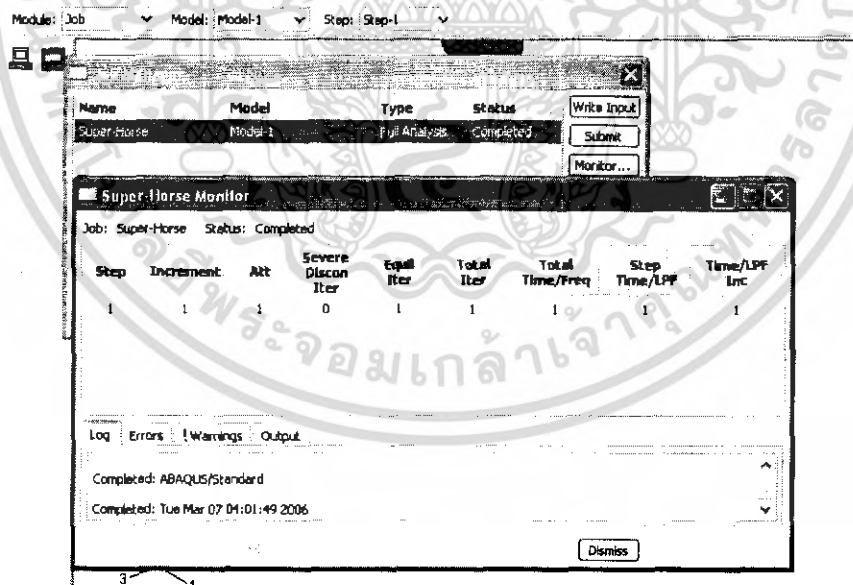 Module: Job Model: Model-1 Step: Step-1
Name Model Type Status Write Input
Super-Horse Model-1 Full Analysis Completed Submit
Monitor...
Super-Horse Monitor
Job: Super-Horse Status: Completed
Step Increment Att Severe Discon Iter Equil Iter Total Iter Total Time/Freq Step Time/LPF Time/LPF Inc
1 1 1 0 1 1 1 1 1
Log Errors ! Warnings Output
Completed: ABAQUS/Standard
Completed: Tue Mar 07 04:01:49 2006
Dismiss
3 1